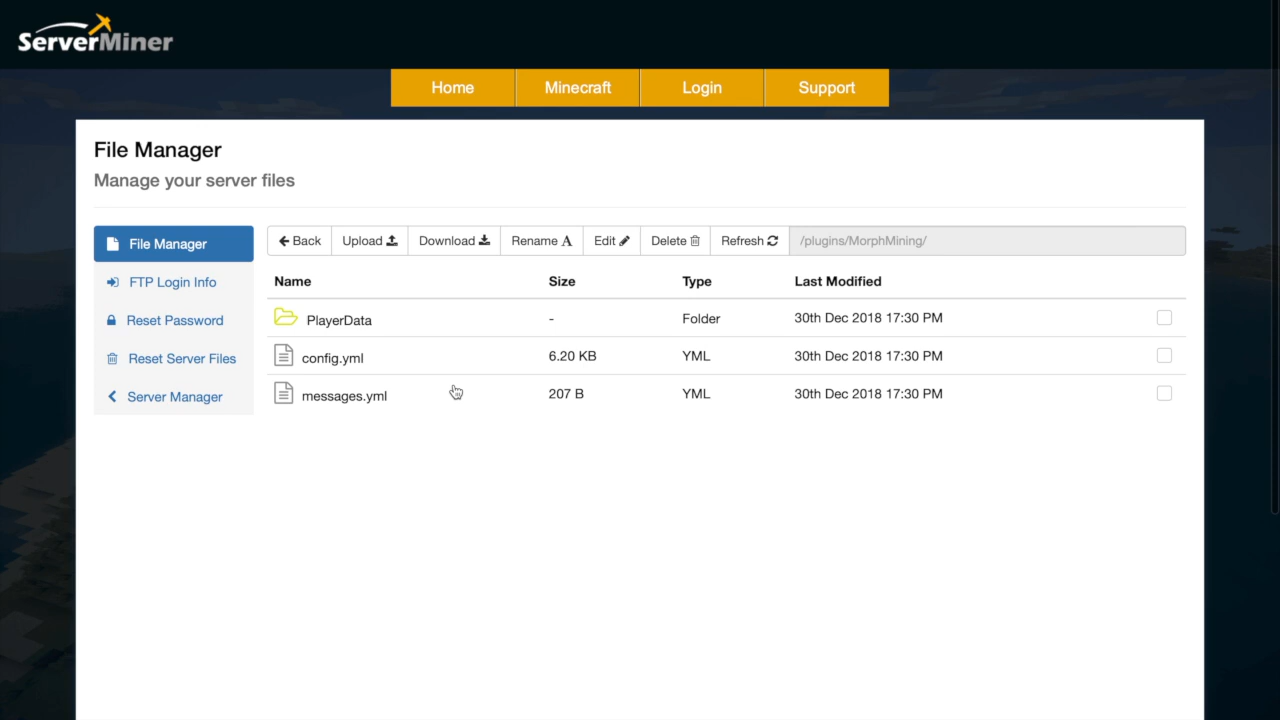 ServerMiner
Home Minecraft Login Support
File Manager
Manage your server files
File Manager
FTP Login Info
Reset Password
Reset Server Files
Server Manager
Back Upload Download Rename A Edit Delete Refresh /plugins/MorphMining/
Name Size Type Last Modified
PlayerData - Folder 30th Dec 2018 17:30 PM
config.yml 6.20 KB YML 30th Dec 2018 17:30 PM
messages.yml 207 B YML 30th Dec 2018 17:30 PM